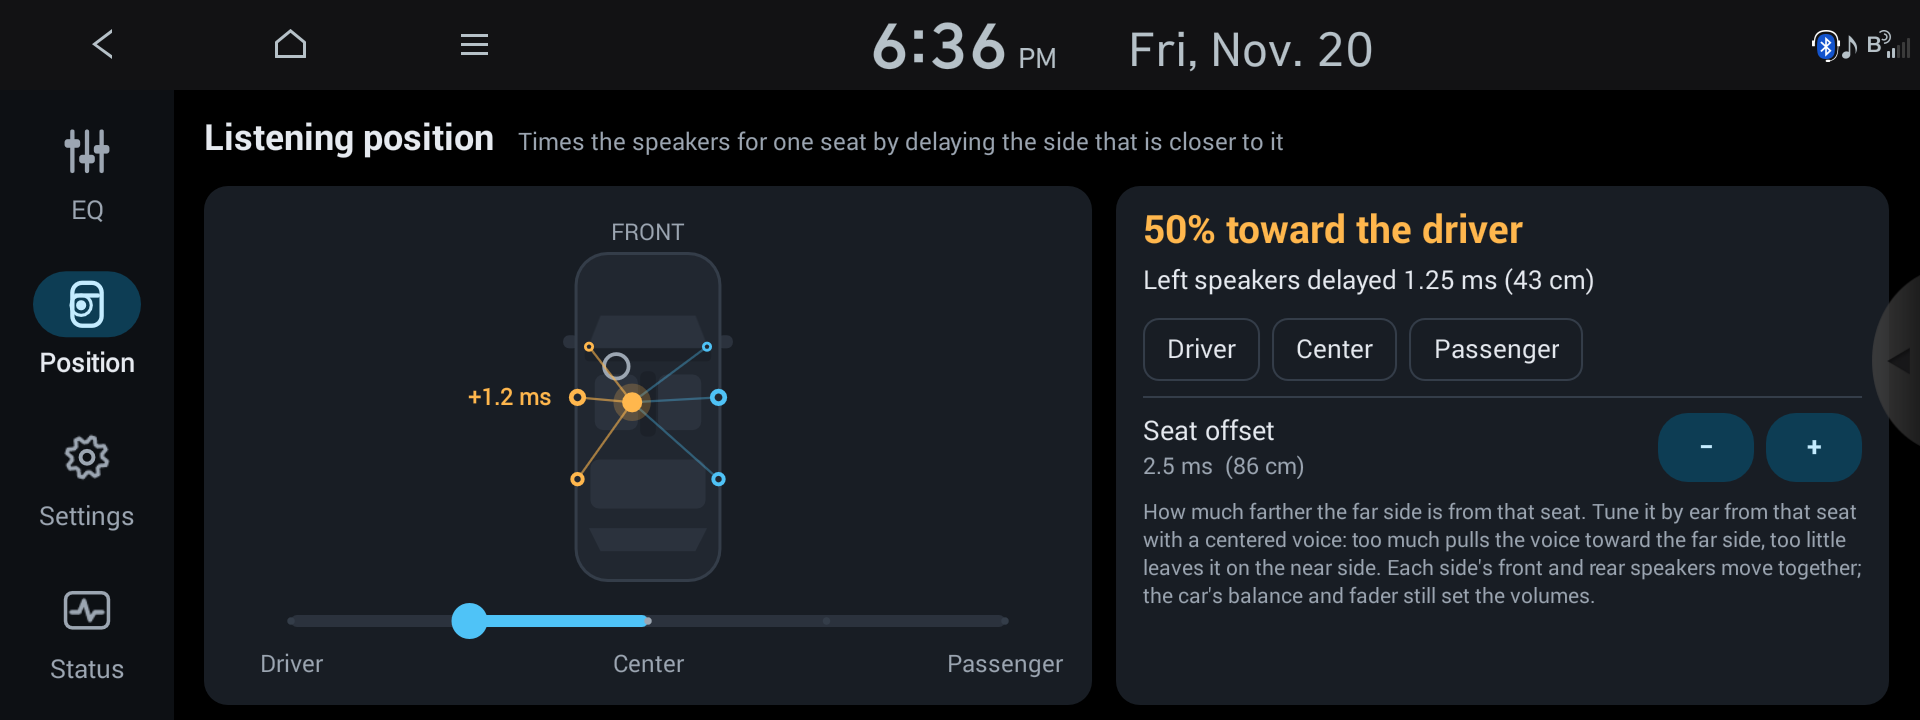 6:36 PM Fri, Nov. 20
B
EQ
Position
Settings
Status
Listening position Times the speakers for one seat by delaying the side that is closer to it
FRONT
+1.2 ms
Driver Center Passenger
50% toward the driver
Left speakers delayed 1.25 ms (43 cm)
Driver Center Passenger
Seat offset
2.5 ms (86 cm)
- +
How much farther the far side is from that seat. Tune it by ear from that seat
with a centered voice: too much pulls the voice toward the far side, too little
leaves it on the near side. Each side's front and rear speakers move together;
the car's balance and fader still set the volumes.